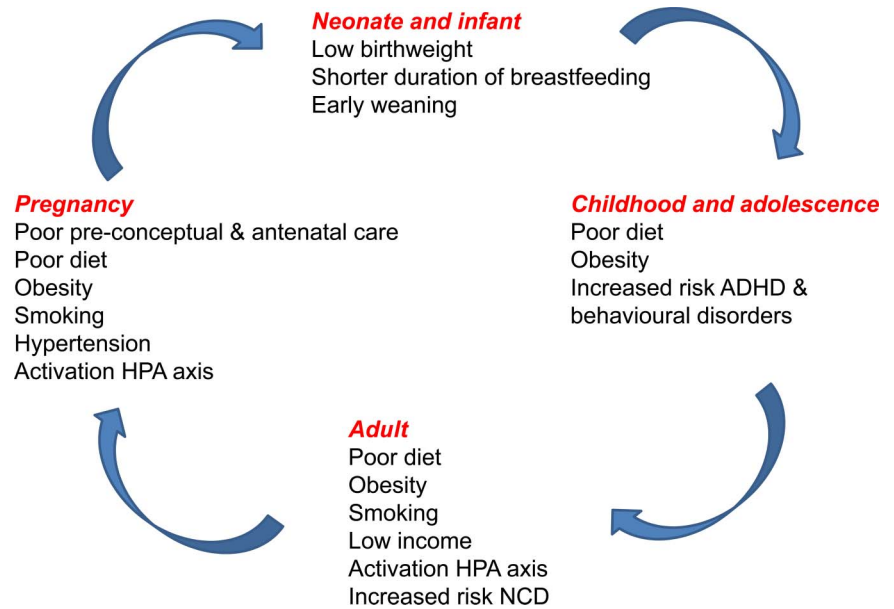 Neonate and infant
Low birthweight
Shorter duration of breastfeeding
Early weaning
Childhood and adolescence
Poor diet
Obesity
Increased risk ADHD &
behavioural disorders
Adult
Poor diet
Obesity
Smoking
Low income
Activation HPA axis
Increased risk NCD
Pregnancy
Poor pre-conceptual & antenatal care
Poor diet
Obesity
Smoking
Hypertension
Activation HPA axis